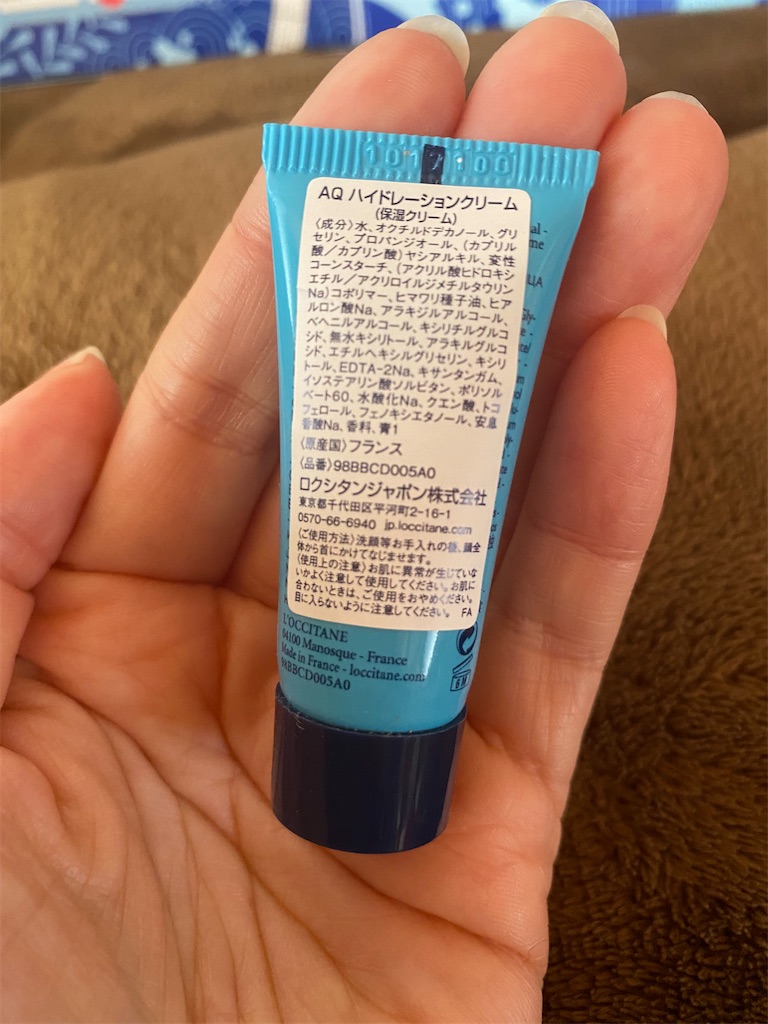 AQ ハイドレーションクリーム
(保湿クリーム)
〈成分〉水、オクチルドデカノール、グリ
セリン、プロパンジオール、(カプリル
酸/カプリン酸)ヤシアルキル、変性
コーンスターチ、(アクリル酸ヒドロキシ
エチル/アクリロイルジメチルタウリン
Na)コポリマー、ヒマワリ種子油、ヒア
ルロン酸Na、アラキジルアルコール、
ベヘニルアルコール、キシリチルグルコ
シド、無水キシリトール、アラキルグルコ
シド、エチルヘキシルグリセリン、キシリ
トール、EDTA-2Na、キサンタンガム、
イソステアリン酸ソルビタン、ポリソル
ベート60、水酸化Na、クエン酸、トコ
フェロール、フェノキシエタノール、安息
香酸Na、香料、青1
〈原産国〉フランス
〈品番〉98BBCD005A0
ロクシタンジャポン株式会社
東京都千代田区平河町2-16-1
0570-66-6940 jp.loccitane.com
〈ご使用方法〉洗顔等お手入れの後、顔全
体から首にかけてなじませます。
〈使用上の注意〉お肌に異常が生じていな
いかよく注意して使用してください。お肌に
合わないときは、ご使用をおやめください。
目に入らないように注意してください。 FA
L'OCCITANE
04100 Manosque - France
Made in France - loccitane.com
98BBCD005A0
6M